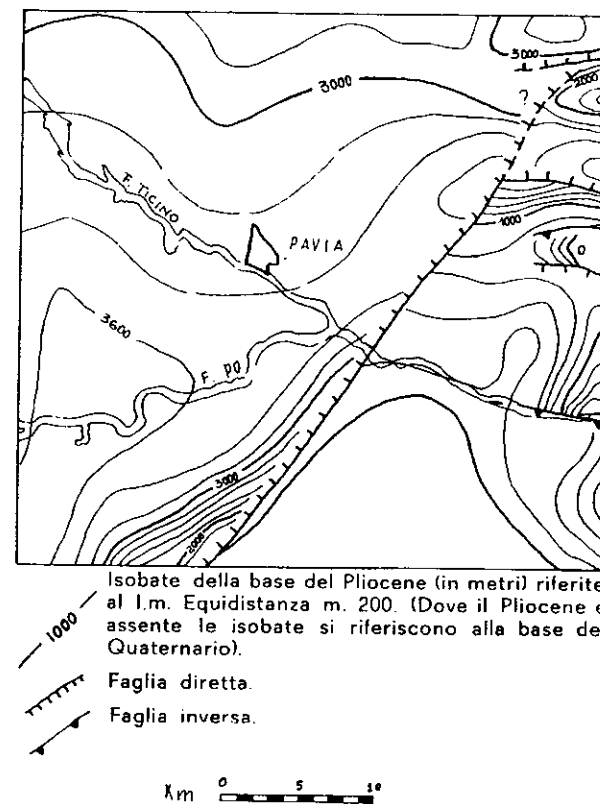 3000
3000
2000
?
F. TICINO
1000
PAVIA
0
3600
F. PO
3000
2000
1000
Isobate della base del Pliocene (in metri) riferite
al l.m. Equidistanza m. 200. (Dove il Pliocene è
assente le isobate si riferiscono alla base de
Quaternario).
Faglia diretta.
Faglia inversa.
Km 0 5 10